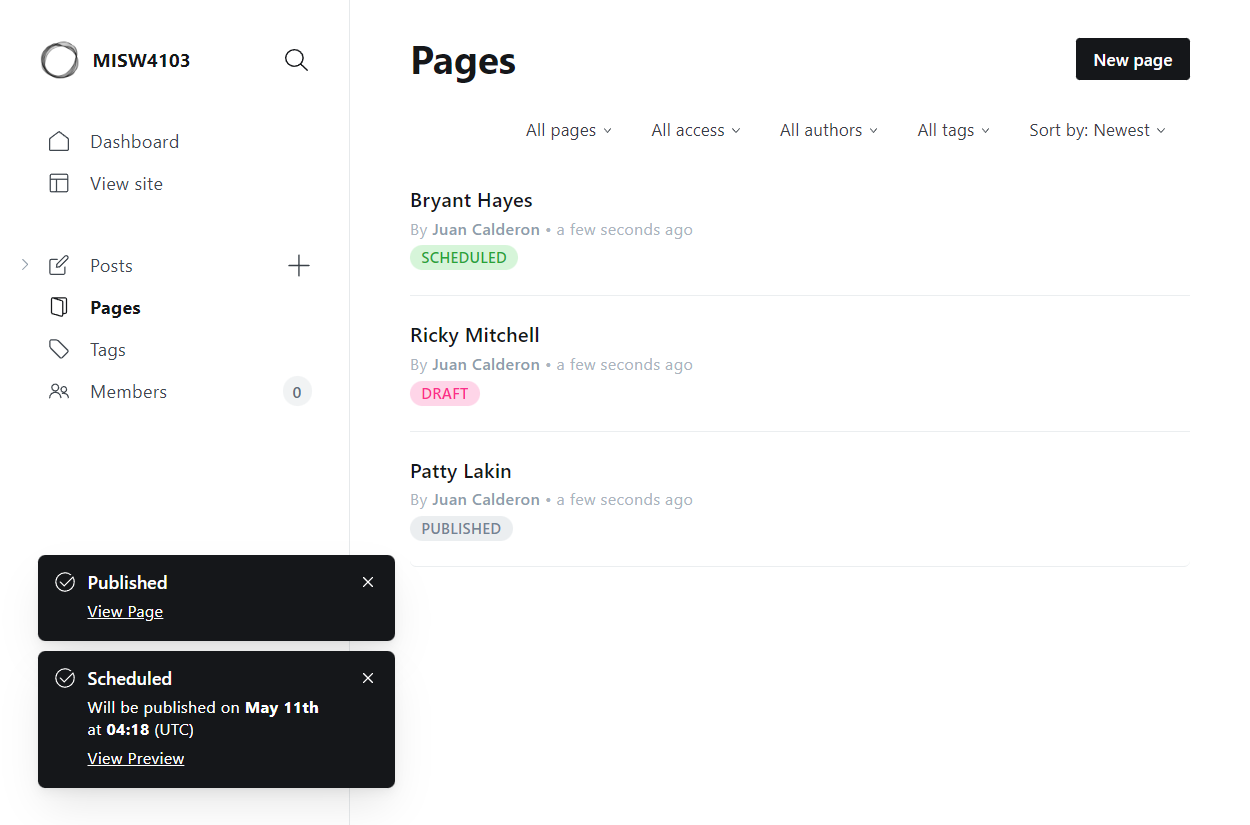 MISW4103
Dashboard
View site
Posts
Pages
Tags
Members 0
Pages
New page
All pages All access All authors All tags Sort by: Newest
Bryant Hayes
By Juan Calderon • a few seconds ago
SCHEDULED
Ricky Mitchell
By Juan Calderon • a few seconds ago
DRAFT
Patty Lakin
By Juan Calderon • a few seconds ago
PUBLISHED
Published
View Page
Scheduled
Will be published on May 11th
at 04:18 (UTC)
View Preview